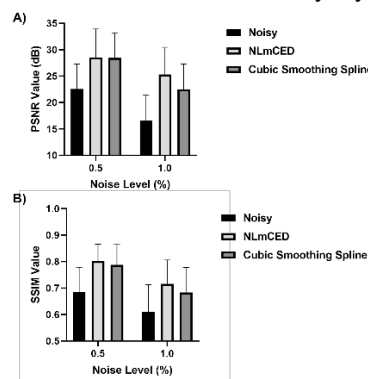 A)
35
30
25
20
15
10
PSNR Value (dB)
0.5 1.0
Noise Level (%)
Noisy
NLmCED
Cubic Smoothing Spline
B)
1.0
0.9
0.8
0.7
0.6
0.5
SSIM Value
0.5 1.0
Noise Level (%)
Noisy
NLmCED
Cubic Smoothing Spline